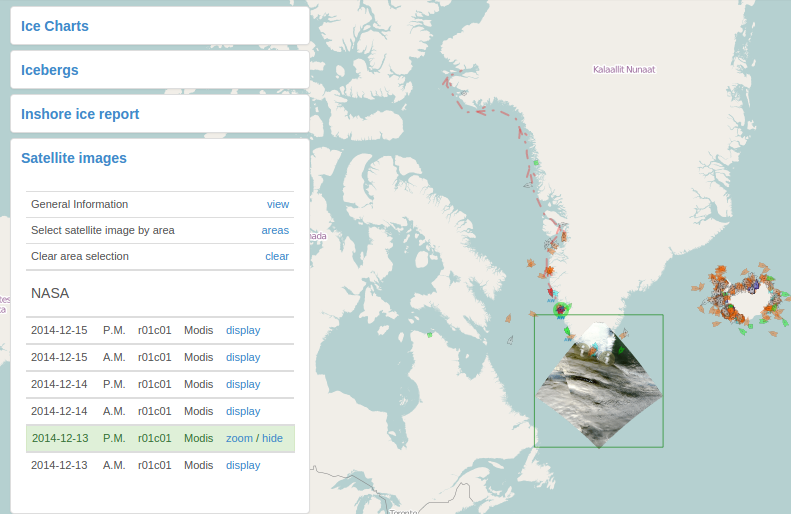 Ice Charts
Icebergs
Inshore ice report
Satellite images
General Information view
Select satellite image by area areas
Clear area selection clear
NASA
2014-12-15 P.M. r01c01 Modis display
2014-12-15 A.M. r01c01 Modis display
2014-12-14 P.M. r01c01 Modis display
2014-12-14 A.M. r01c01 Modis display
2014-12-13 P.M. r01c01 Modis zoom / hide
2014-12-13 A.M. r01c01 Modis display
Kalaallit Nunaat
Toronto